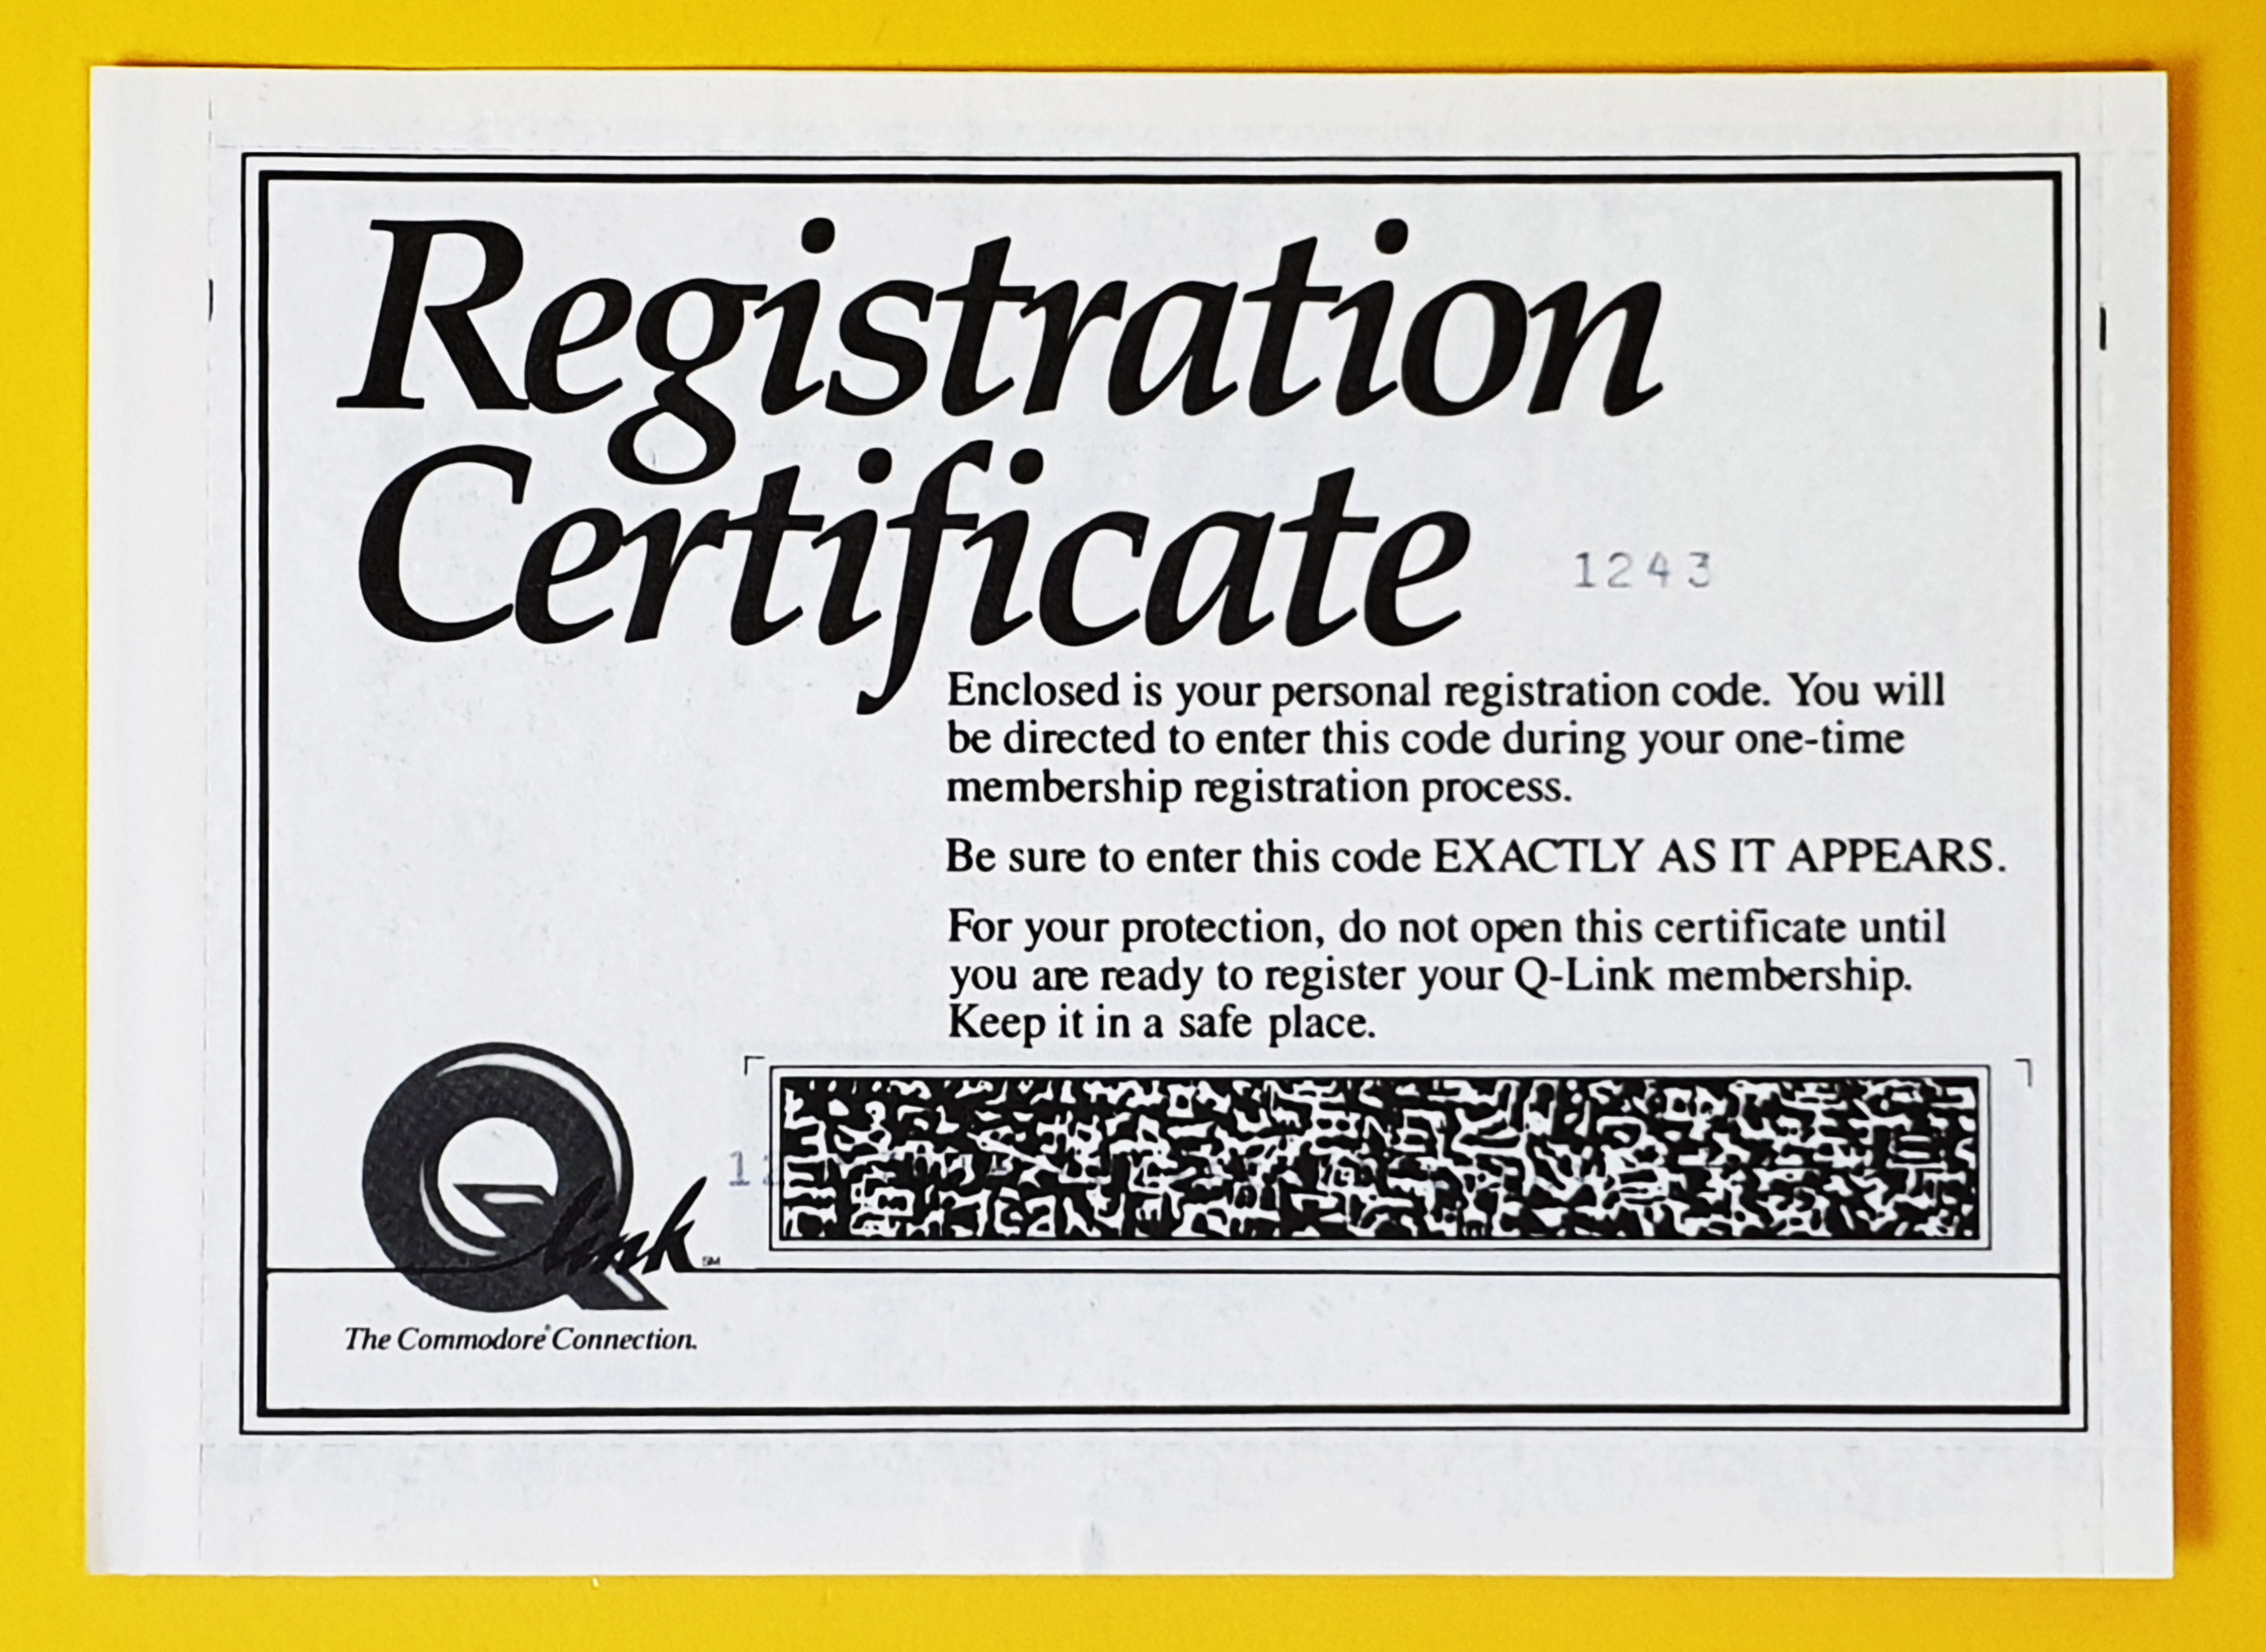 Registration
Certificate
1243
Enclosed is your personal registration code. You will
be directed to enter this code during your one-time
membership registration process.
Be sure to enter this code EXACTLY AS IT APPEARS.
For your protection, do not open this certificate until
you are ready to register your Q-Link membership.
Keep it in a safe place.
Q link SM
The Commodore® Connection.